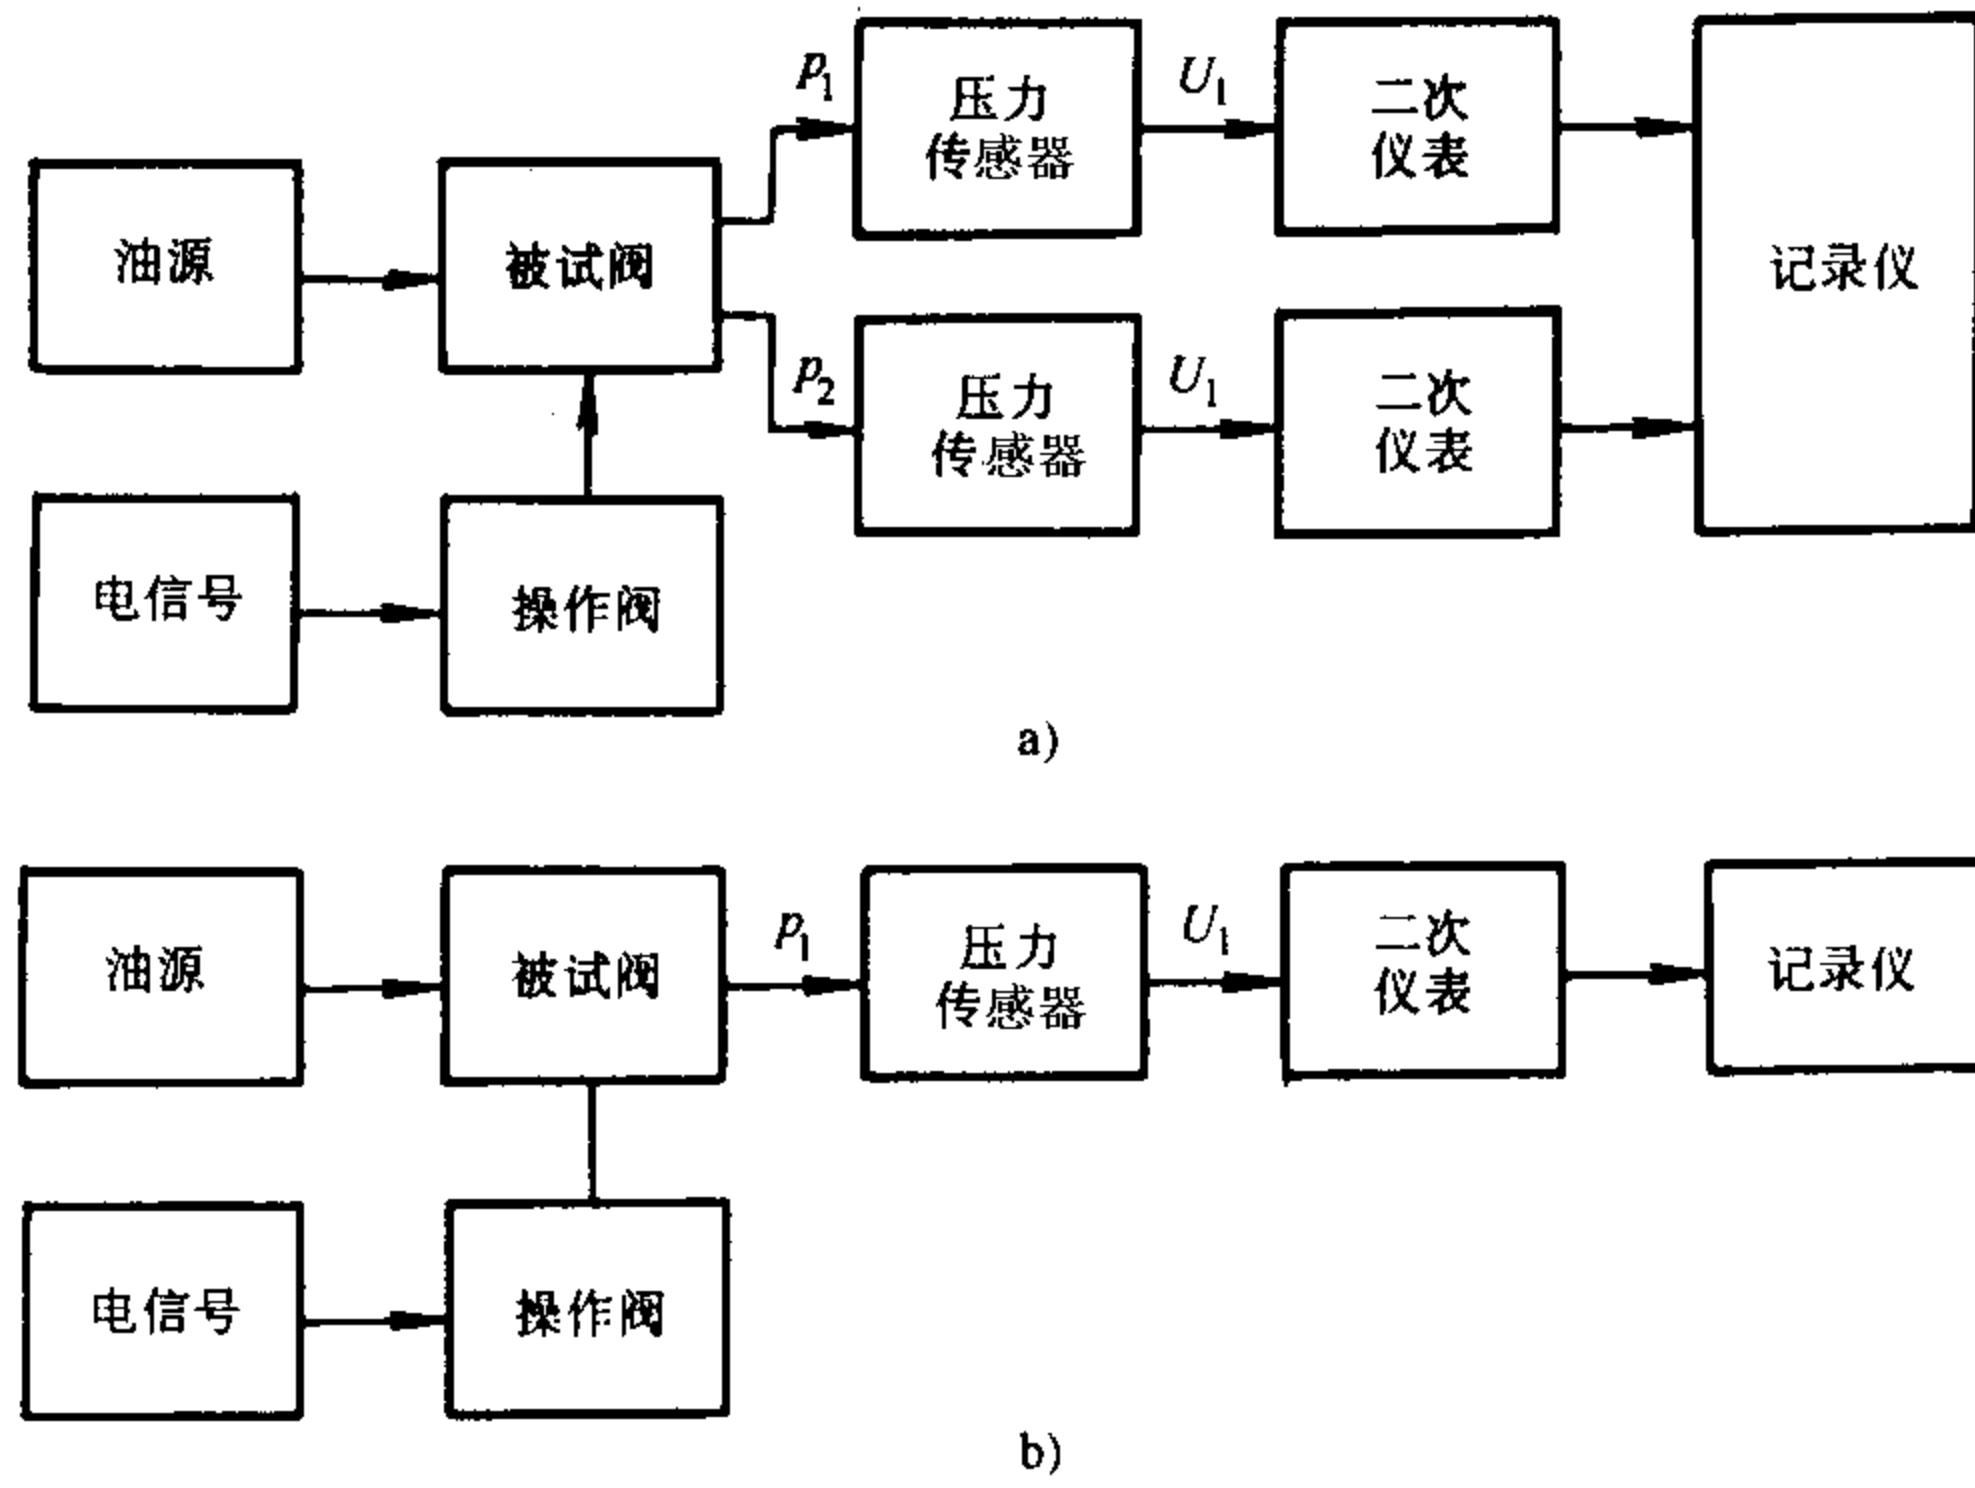 p1
压力
传感器
U1
二次
仪表
油源
被试阀
记录仪
p2
压力
传感器
U1
二次
仪表
电信号
操作阀
a)
油源
被试阀
p1
压力
传感器
U1
二次
仪表
记录仪
电信号
操作阀
b)